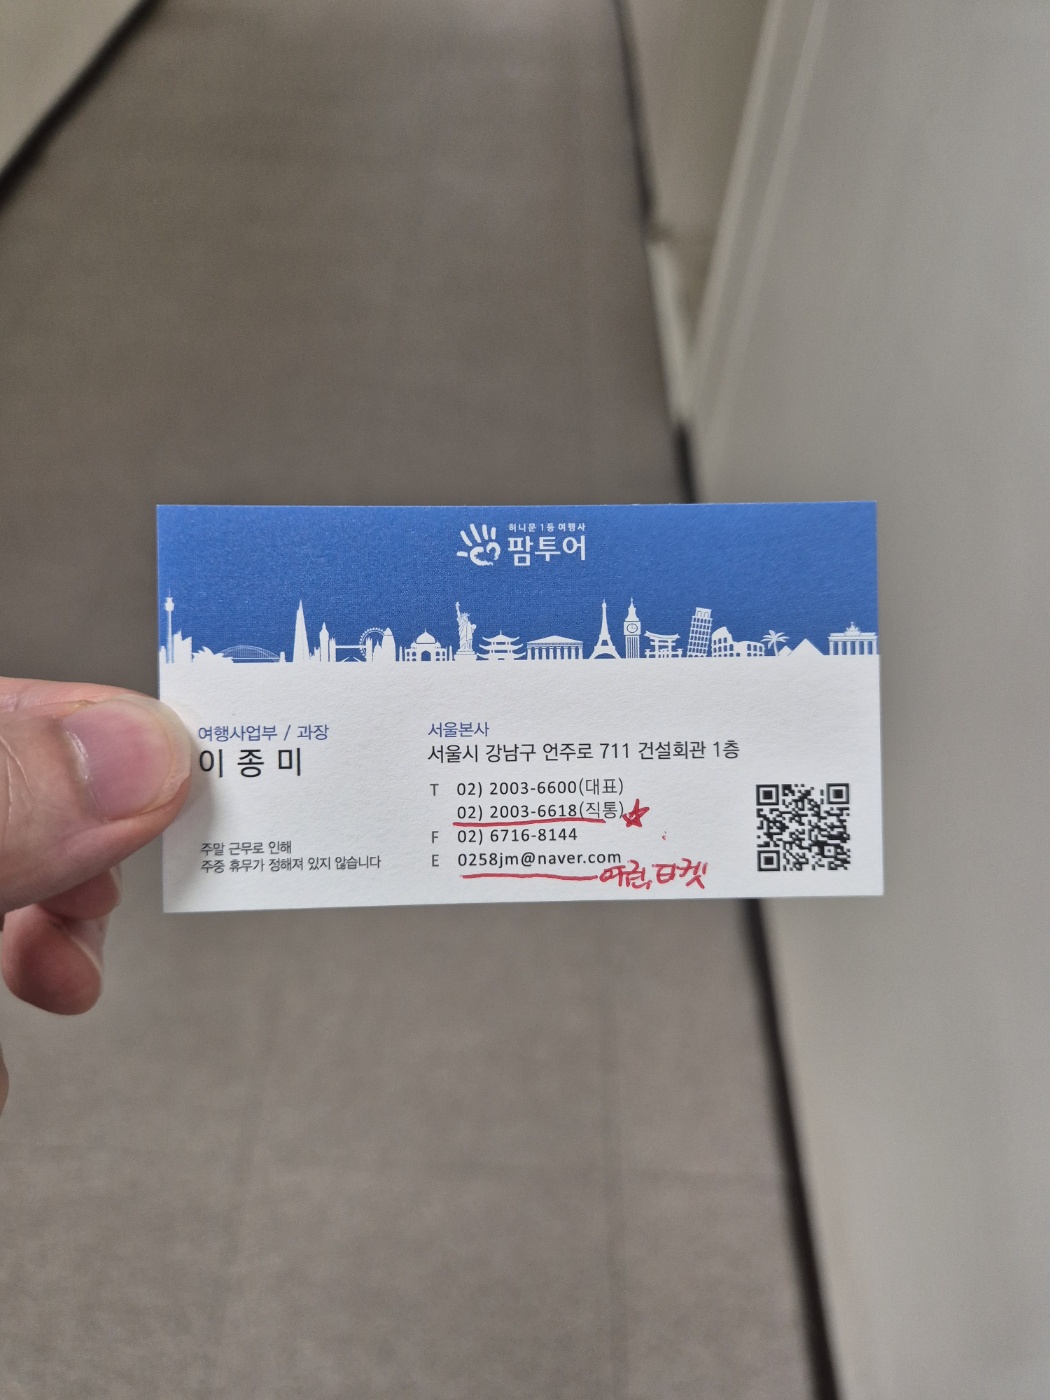 허니문 1등 여행사
팜투어
여행사업부 / 과장
이종미
주말 근무로 인해
주중 휴무가 정해져 있지 않습니다
서울본사
서울시 강남구 언주로 711 건설회관 1층
T 02) 2003-6600(대표)
02) 2003-6618(직통)
F 02) 6716-8144
E 0258jm@naver.com
여권, 티켓